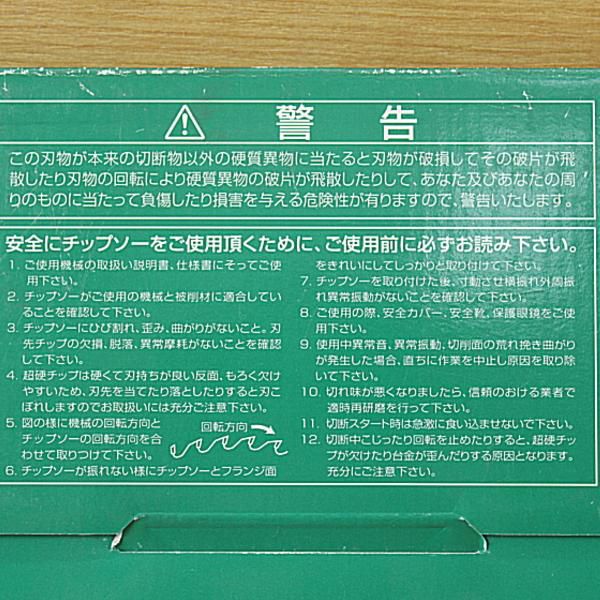 警告
この刃物が本来の切断物以外の硬質異物に当たると刃物が破損してその破片が飛
散したり刃物の回転により硬質異物の破片が飛散したりして、あなた及びあなたの周
りのものに当たって負傷したり損害を与える危険性が有りますので、警告いたします。
安全にチップソーをご使用頂くために、ご使用前に必ずお読み下さい。
1. ご使用機械の取扱い説明書、仕様書にそってご使
用下さい。
2. チップソーがご使用の機械と被削材に適合してい
ることを確認して下さい。
3. チップソーにひび割れ、歪み、曲がりがないこと。刃
先チップの欠損、脱落、異常摩耗がないことを確認
して下さい。
4. 超硬チップは硬くて刃持ちが良い反面、もろく欠け
やすいため、刃先を当てたり落としたりすると刃こ
ぼれしますのでお取扱いには充分ご注意下さい。
5. 図の様に機械の回転方向と
チップソーの回転方向を合
わせて取りつけて下さい。
回転方向
6. チップソーが振れない様にチップソーとフランジ面
をきれいにしてしっかりと取り付けて下さい。
7. チップソーを取り付けた後、寸動させ横振れ外周振
れ異常振動がないことを確認して下さい。
8. ご使用の際、安全カバー、安全靴、保護眼鏡をご使
用下さい。
9. 使用中異常音、異常振動、切削面の荒れ挽き曲がり
が発生した場合、直ちに作業を中止し原因を取り除
いて下さい。
10. 切れ味が悪くなりましたら、信頼のおける業者で
適時再研磨を行って下さい。
11. 切断スタート時は急激に食い込ませないで下さい。
12. 切断中こじったり回転を止めたりすると、超硬チッ
プが欠けたり台金が歪んだりする原因となります。
充分にご注意下さい。